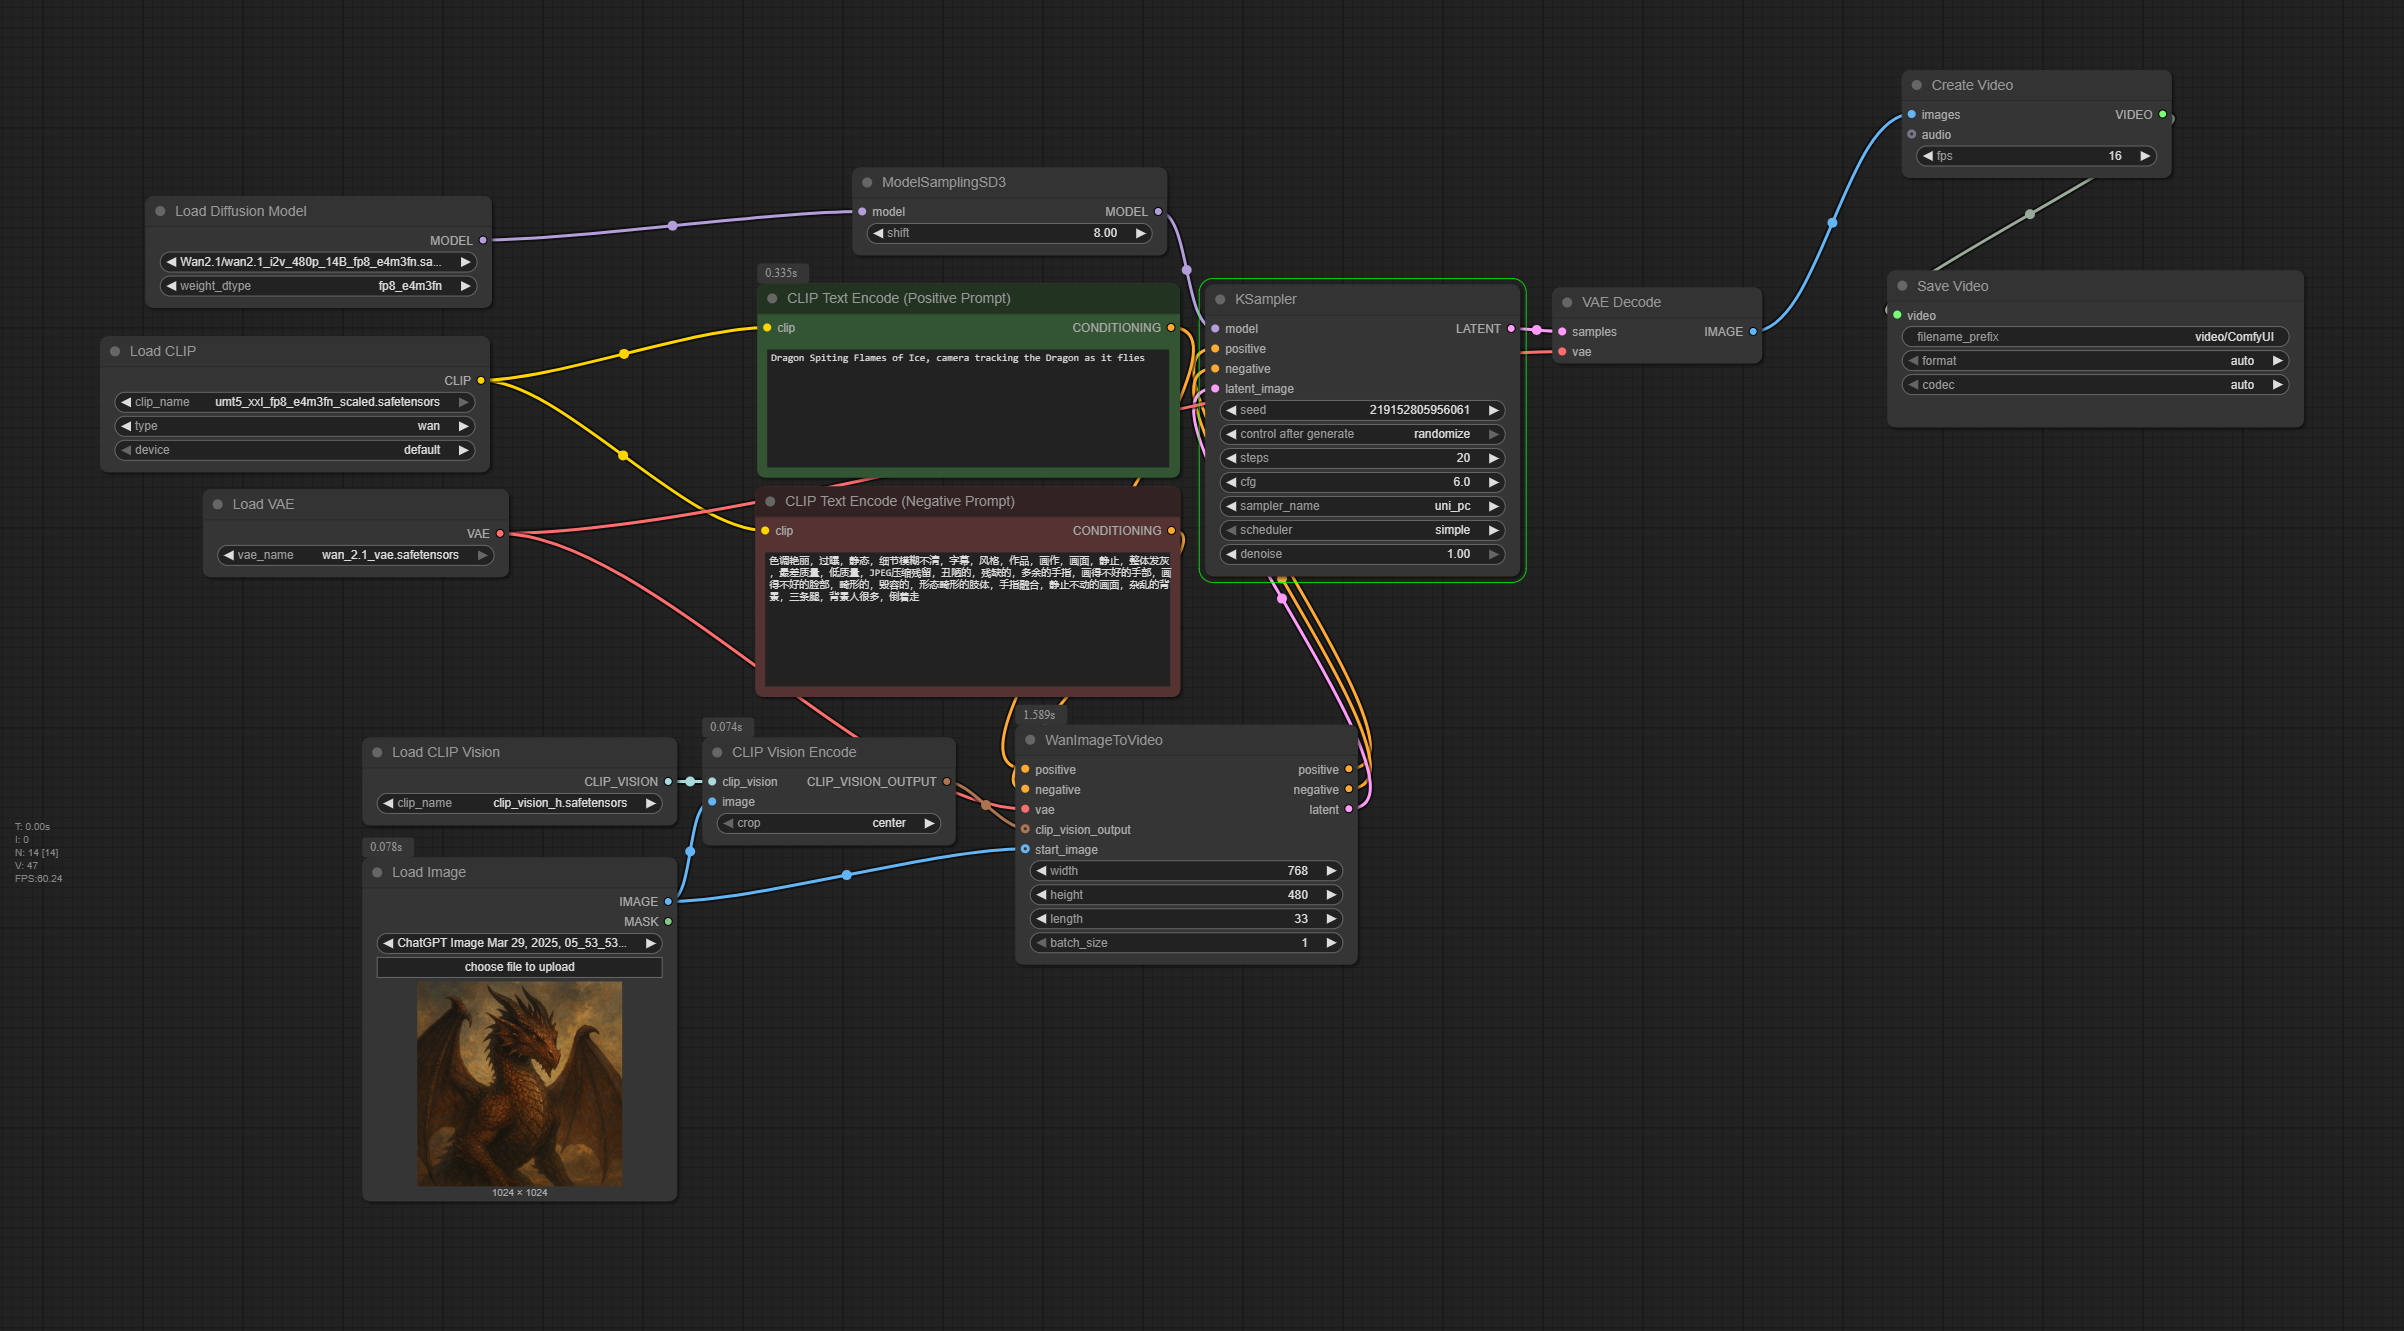 Create Video
images
VIDEO
audio
fps
16
ModelSamplingSD3
model
MODEL
shift
8.00
Load Diffusion Model
MODEL
Wan2.1/wan2.1_i2v_480p_14B_fp8_e4m3fn.sa...
weight_dtype
fp8_e4m3fn
0.335s
CLIP Text Encode (Positive Prompt)
clip
CONDITIONING
Dragon Spiting Flames of Ice, camera tracking the Dragon as it flies
KSampler
model
LATENT
positive
negative
latent_image
seed
219152805956061
control after generate
randomize
steps
20
cfg
6.0
sampler_name
uni_pc
scheduler
simple
denoise
1.00
VAE Decode
samples
IMAGE
vae
Save Video
video
filename_prefix
video/ComfyUI
format
auto
codec
auto
Load CLIP
CLIP
clip_name
umt5_xxl_fp8_e4m3fn_scaled.safetensors
type
wan
device
default
Load VAE
VAE
vae_name
wan_2.1_vae.safetensors
CLIP Text Encode (Negative Prompt)
clip
CONDITIONING
色调艳丽，过曝，静态，细节模糊不清，字幕，风格，作品，画作，画面，静止，整体发灰
，最差质量，低质量，JPEG压缩残留，丑陋的，残缺的，多余的手指，画得不好的手部，画
得不好的脸部，畸形的，毁容的，形态畸形的肢体，手指融合，静止不动的画面，杂乱的背
景，三条腿，背景人很多，倒着走
Load CLIP Vision
CLIP_VISION
clip_name
clip_vision_h.safetensors
0.074s
CLIP Vision Encode
clip_vision
CLIP_VISION_OUTPUT
image
crop
center
1.589s
WanImageToVideo
positive
positive
negative
negative
vae
latent
clip_vision_output
start_image
width
768
height
480
length
33
batch_size
1
T: 0.00s
I: 0
N: 14 [14]
V: 47
FPS:60.24
0.078s
Load Image
IMAGE
MASK
ChatGPT Image Mar 29, 2025, 05_53_53...
choose file to upload
1024 × 1024